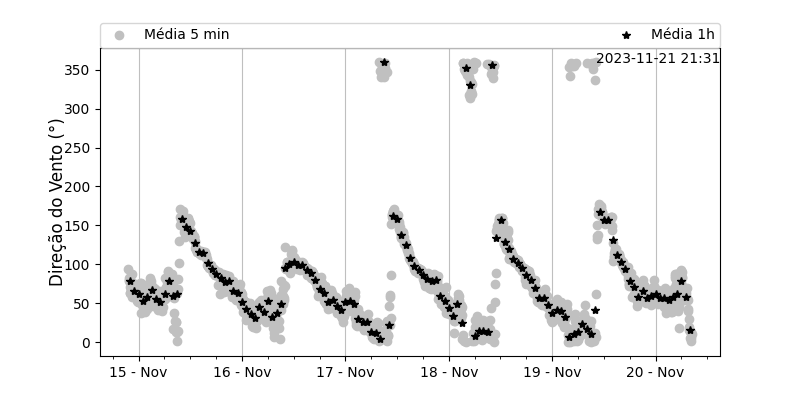 Média 5 min
Média 1h
2023-11-21 21:31
Direção do Vento (°)
350
300
250
200
150
100
50
0
15 - Nov
16 - Nov
17 - Nov
18 - Nov
19 - Nov
20 - Nov